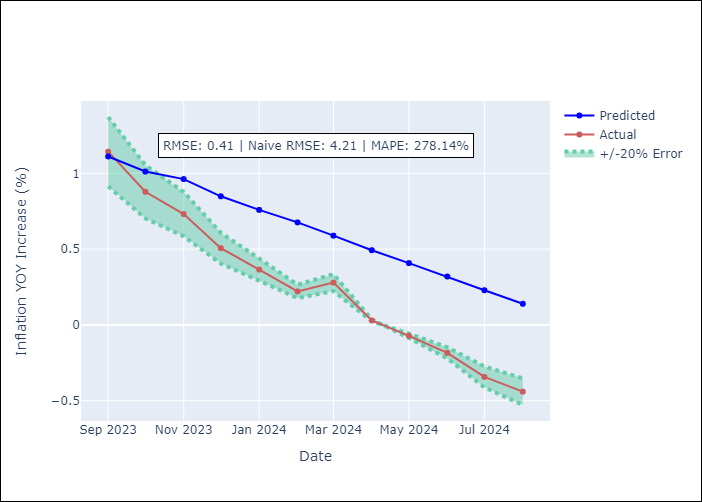 RMSE: 0.41 | Naive RMSE: 4.21 | MAPE: 278.14%
Predicted
Actual
+/-20% Error
Inflation YOY Increase (%)
1
0.5
0
−0.5
Sep 2023
Nov 2023
Jan 2024
Mar 2024
May 2024
Jul 2024
Date